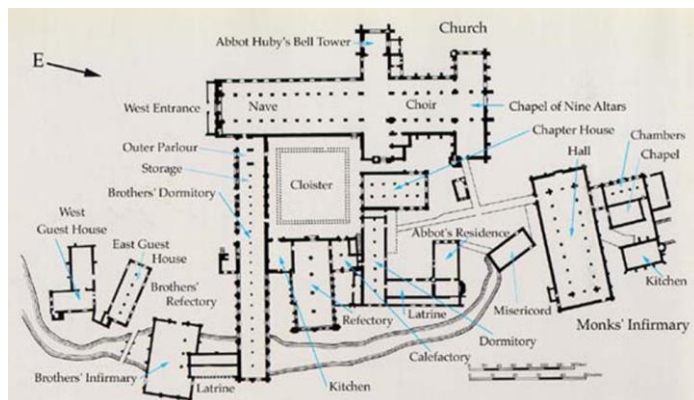 Church
Abbot Huby's Bell Tower
E
West Entrance
Nave
Choir
Chapel of Nine Altars
Chapter House
Hall
Chambers
Chapel
Outer Parlour
Storage
Brothers' Dormitory
Cloister
West
Guest House
East Guest
House
Brothers'
Refectory
Abbot's Residence
Kitchen
Refectory
Latrine
Misericord
Monks' Infirmary
Dormitory
Calefactory
Brothers' Infirmary
Latrine
Kitchen